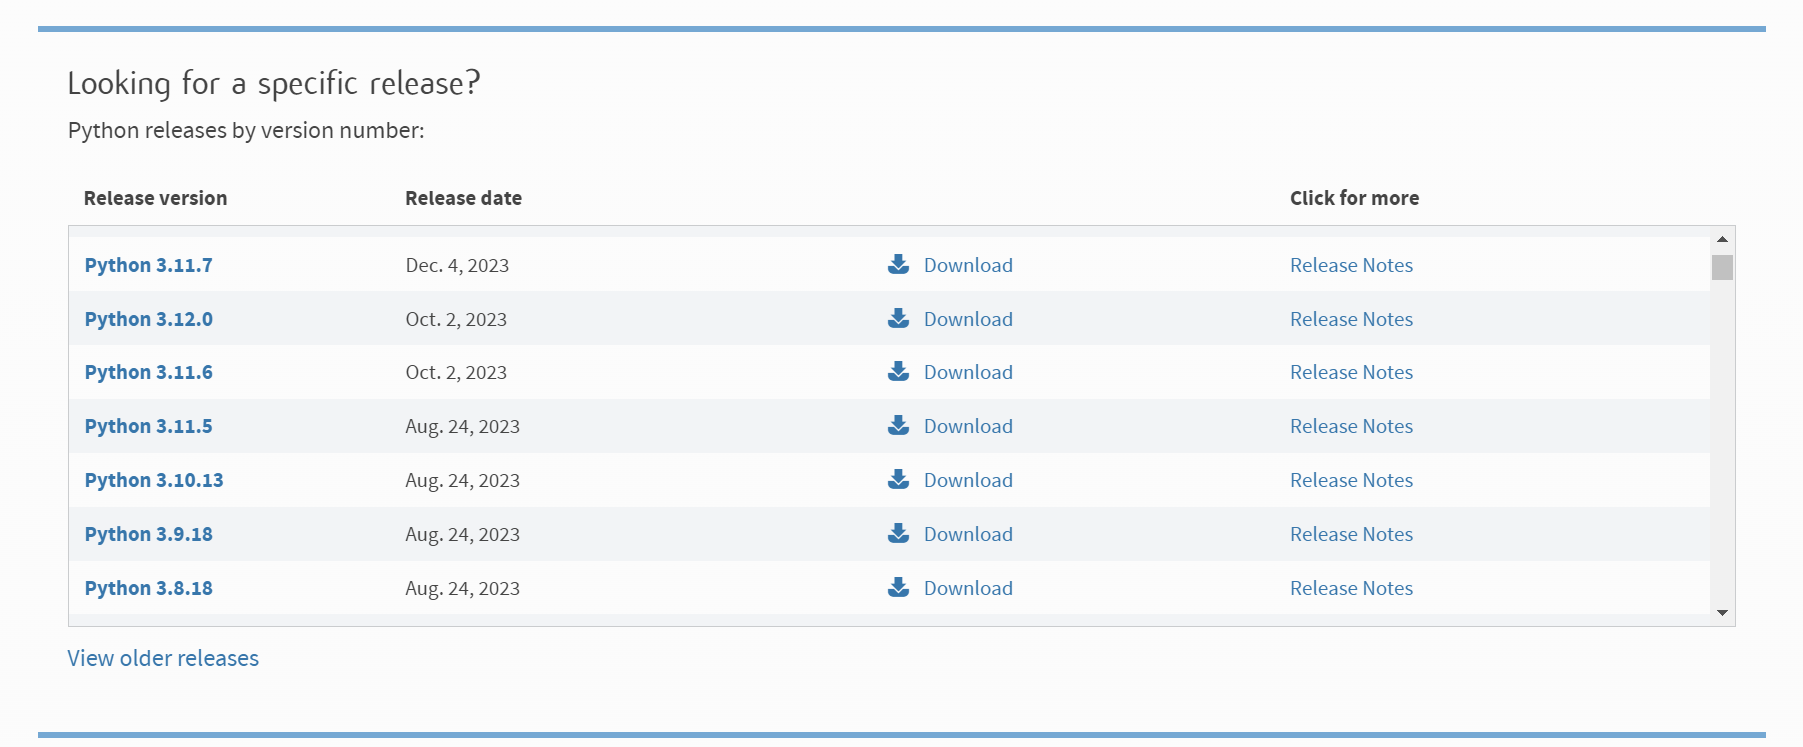 Looking for a specific release?
Python releases by version number:
Release version Release date Click for more
Python 3.11.7 Dec. 4, 2023 Download Release Notes
Python 3.12.0 Oct. 2, 2023 Download Release Notes
Python 3.11.6 Oct. 2, 2023 Download Release Notes
Python 3.11.5 Aug. 24, 2023 Download Release Notes
Python 3.10.13 Aug. 24, 2023 Download Release Notes
Python 3.9.18 Aug. 24, 2023 Download Release Notes
Python 3.8.18 Aug. 24, 2023 Download Release Notes
View older releases